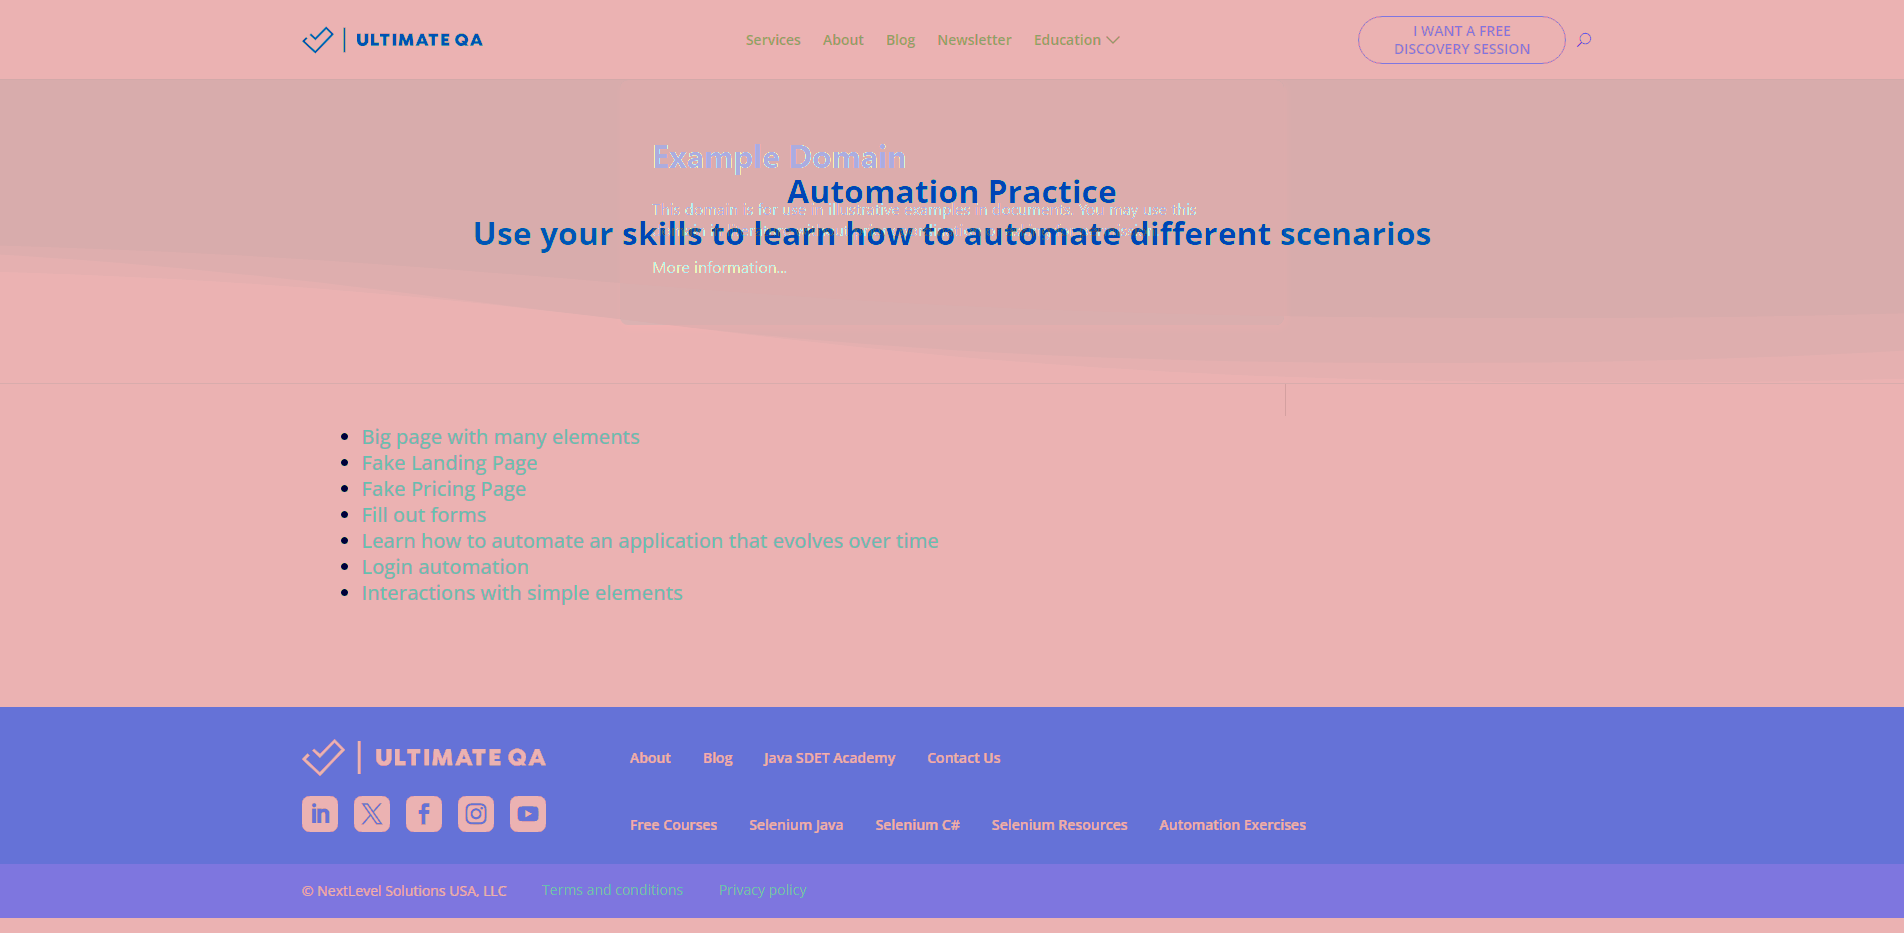 ULTIMATE QA
Services About Blog Newsletter Education
I WANT A FREE
DISCOVERY SESSION
Example Domain
Automation Practice
This domain is for use in illustrative examples in documents. You may use this
Use your skills to learn how to automate different scenarios
More information...
Big page with many elements
Fake Landing Page
Fake Pricing Page
Fill out forms
Learn how to automate an application that evolves over time
Login automation
Interactions with simple elements
ULTIMATE QA
About Blog Java SDET Academy Contact Us
in X f
Free Courses Selenium Java Selenium C# Selenium Resources Automation Exercises
© NextLevel Solutions USA, LLC Terms and conditions Privacy policy